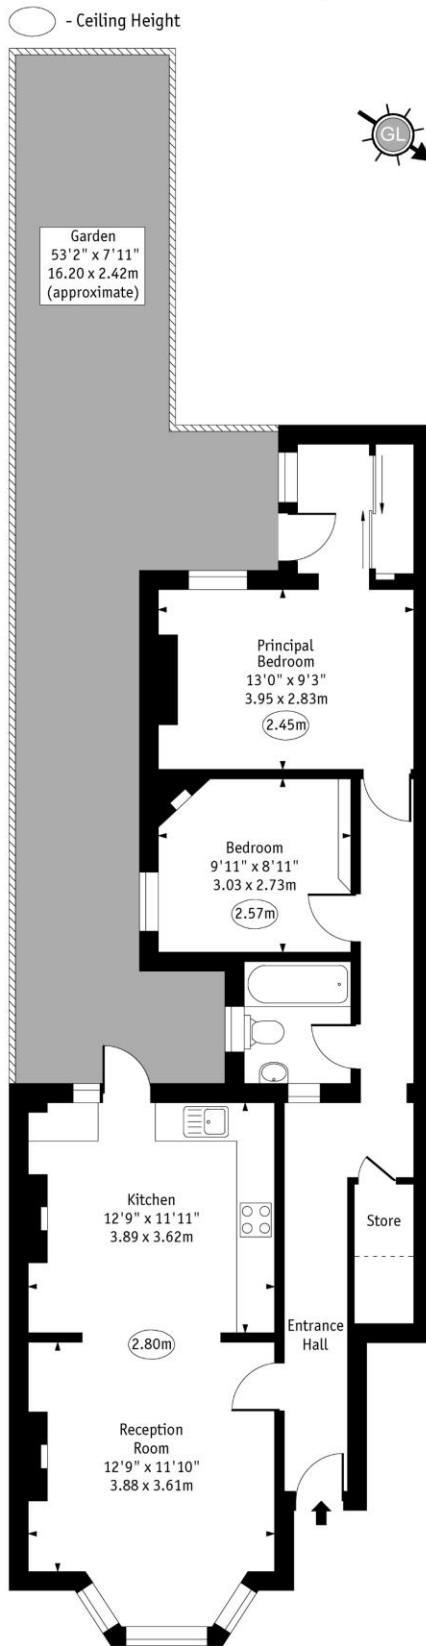 - Ceiling Height
GL
Garden
53'2" x 7'11"
16.20 x 2.42m
(approximate)
Principal
Bedroom
13'0" x 9'3"
3.95 x 2.83m
2.45m
Bedroom
9'11" x 8'11"
3.03 x 2.73m
2.57m
Kitchen
12'9" x 11'11"
3.89 x 3.62m
Store
2.80m
Entrance
Hall
Reception
Room
12'9" x 11'10"
3.88 x 3.61m